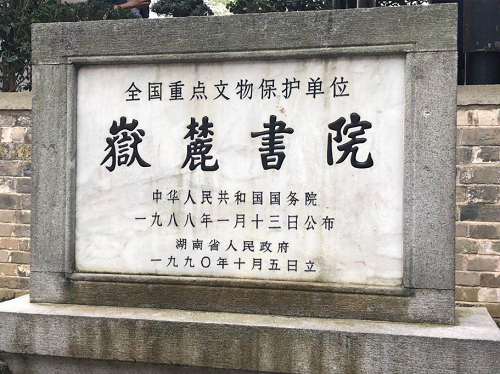 全国重点文物保护单位
嶽麓書院
中华人民共和国国务院
一九八八年一月十三日公布
湖南省人民政府
一九九〇年十月五日立